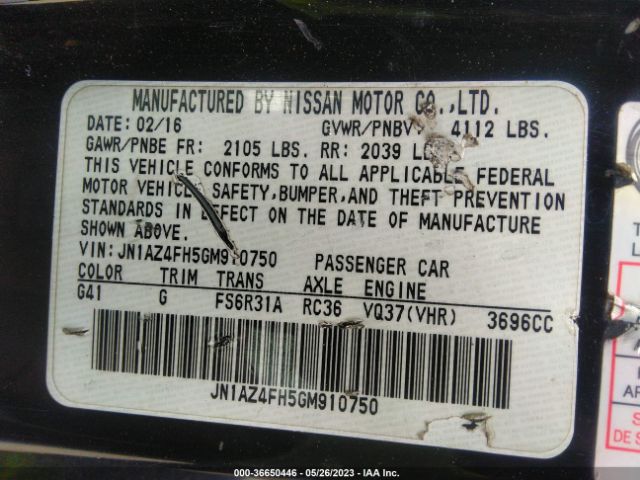 MANUFACTURED BY NISSAN MOTOR CO.,LTD.
DATE: 02/16 GVWR/PNBV: 4112 LBS.
GAWR/PNBE FR: 2105 LBS. RR: 2039 LBS.
THIS VEHICLE CONFORMS TO ALL APPLICABLE FEDERAL
MOTOR VEHICLE SAFETY,BUMPER,AND THEFT PREVENTION
STANDARDS IN EFFECT ON THE DATE OF MANUFACTURE
SHOWN ABOVE.
VIN: JN1AZ4FH5GM910750 PASSENGER CAR
COLOR TRIM TRANS AXLE ENGINE
G41 G FS6R31A RC36 VQ37(VHR) 3696CC
JN1AZ4FH5GM910750
000-36650446 - 05/26/2023 - IAA Inc.